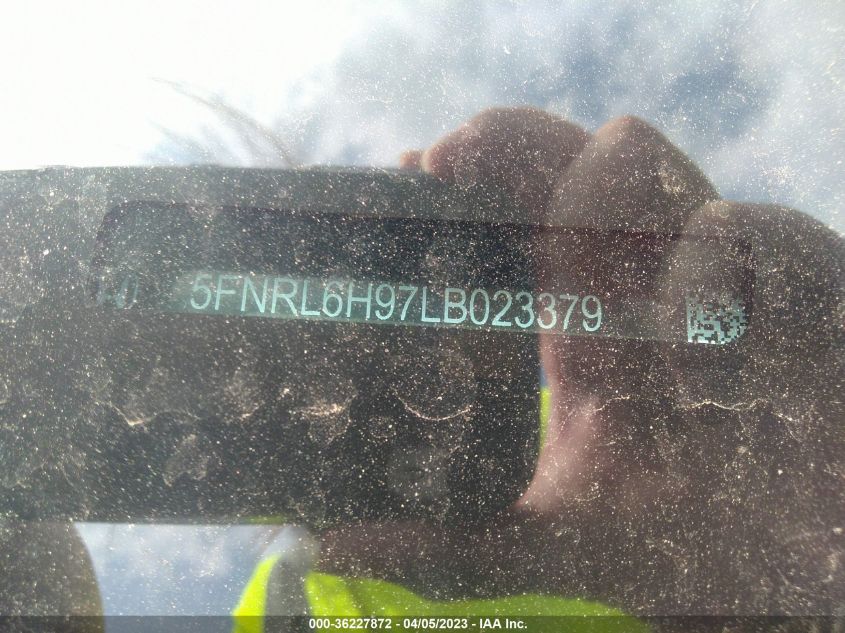 5FNRL6H97LB023379
000-36227872 - 04/05/2023 - IAA Inc.